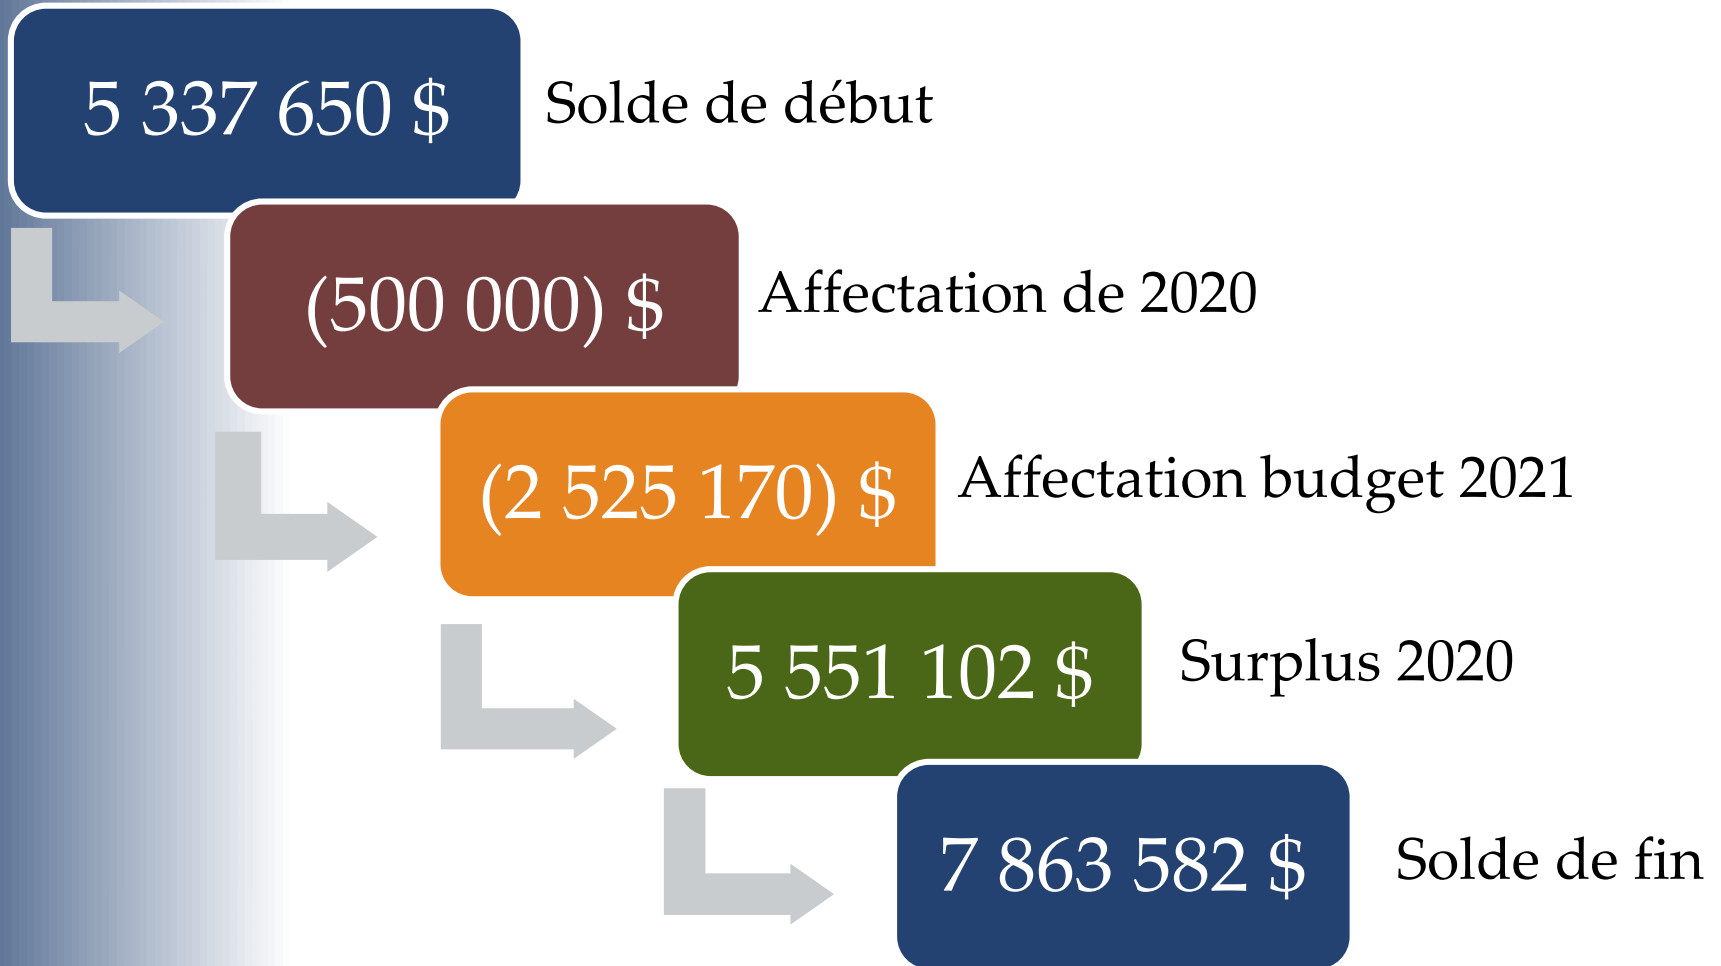 5 337 650 $ Solde de début
(500 000) $ Affectation de 2020
(2 525 170) $ Affectation budget 2021
5 551 102 $ Surplus 2020
7 863 582 $ Solde de fin